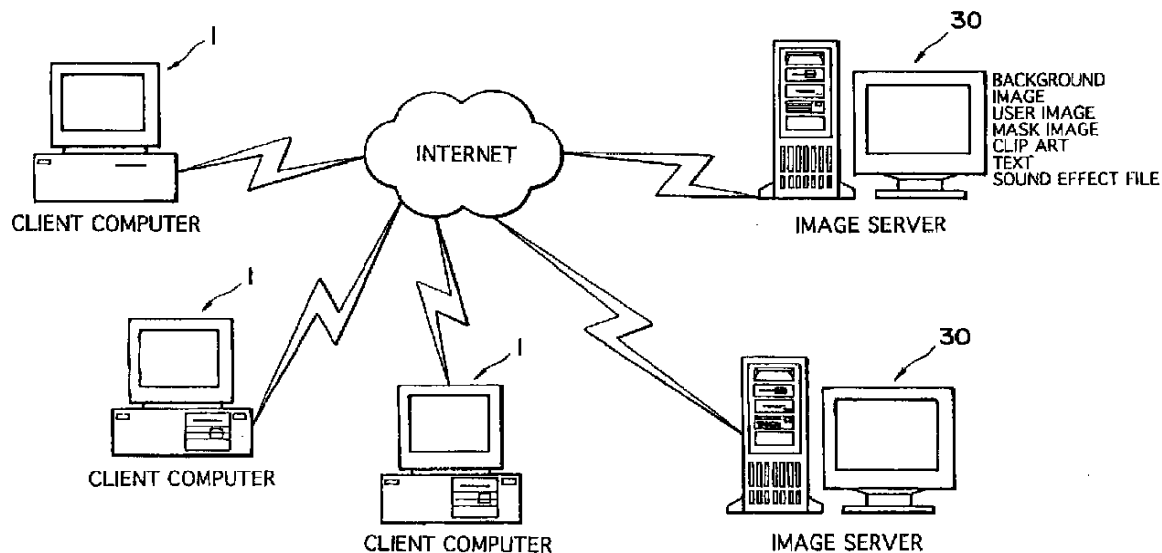 1
30
BACKGROUND
IMAGE
USER IMAGE
MASK IMAGE
CLIP ART
TEXT
SOUND EFFECT FILE
INTERNET
CLIENT COMPUTER
IMAGE SERVER
1
30
1
CLIENT COMPUTER
CLIENT COMPUTER
IMAGE SERVER